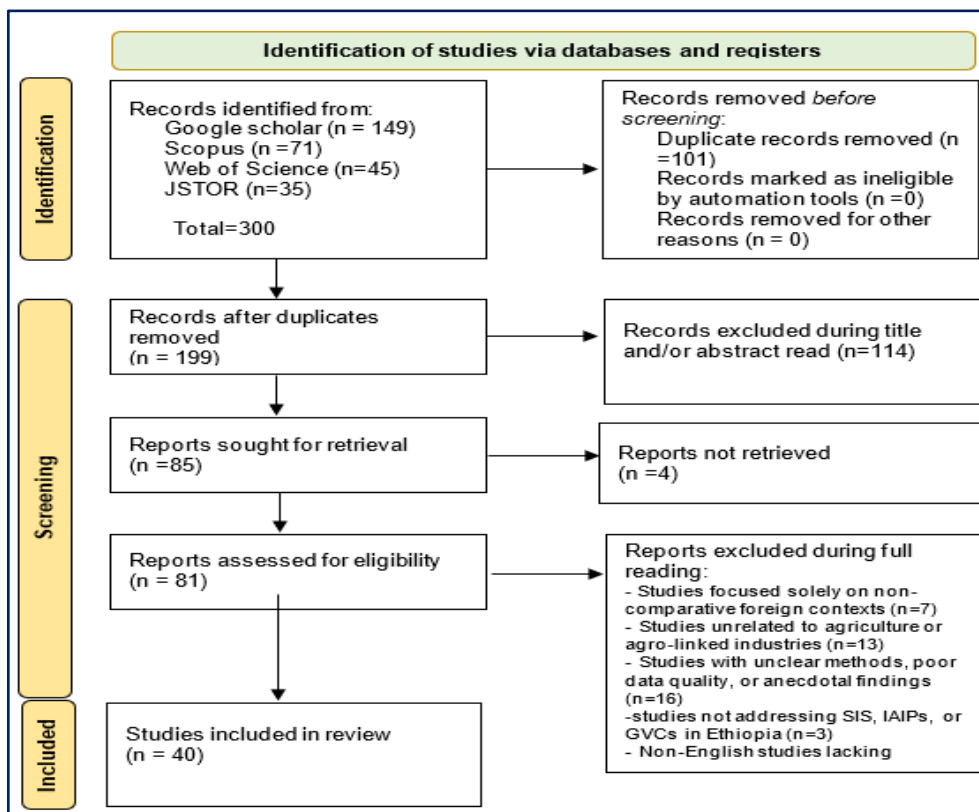 Identification of studies via databases and registers
Identification
Records identified from:
Google scholar (n = 149)
Scopus (n =71)
Web of Science (n=45)
JSTOR (n=35)
Total=300
Records removed before
screening:
Duplicate records removed (n
=101)
Records marked as ineligible
by automation tools (n =0)
Records removed for other
reasons (n = 0)
Screening
Records after duplicates
removed
(n = 199)
Records excluded during title
and/or abstract read (n=114)
Reports sought for retrieval
(n =85)
Reports not retrieved
(n =4)
Reports assessed for eligibility
(n = 81)
Reports excluded during full
reading:
- Studies focused solely on non-
comparative foreign contexts (n=7)
- Studies unrelated to agriculture or
agro-linked industries (n=13)
- Studies with unclear methods, poor
data quality, or anecdotal findings
(n=16)
-studies not addressing SIS, IAIPs, or
GVCs in Ethiopia (n=3)
- Non-English studies lacking
Included
Studies included in review
(n = 40)